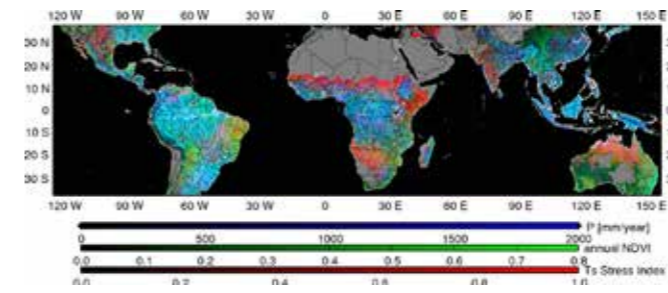 120 W 90 W 60 W 30 W 0 30 E 60 E 90 E 120 E 150 E
30 N
20 N
10 N
0
10 S
20 S
30 S
120 W 90 W 60 W 30 W 0 30 E 60 E 90 E 120 E 150 E
P [mm/year]
0 500 1000 1500 2000
annual NDVI
0.0 0.1 0.2 0.3 0.4 0.5 0.6 0.7 0.8
Ts Stress Index
0.0 0.2 0.4 0.6 0.8 1.0